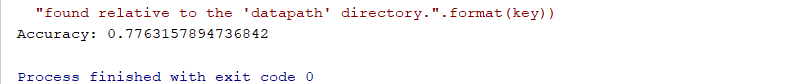 "found relative to the 'datapath' directory.".format(key))
Accuracy: 0.7763157894736842
Process finished with exit code 0